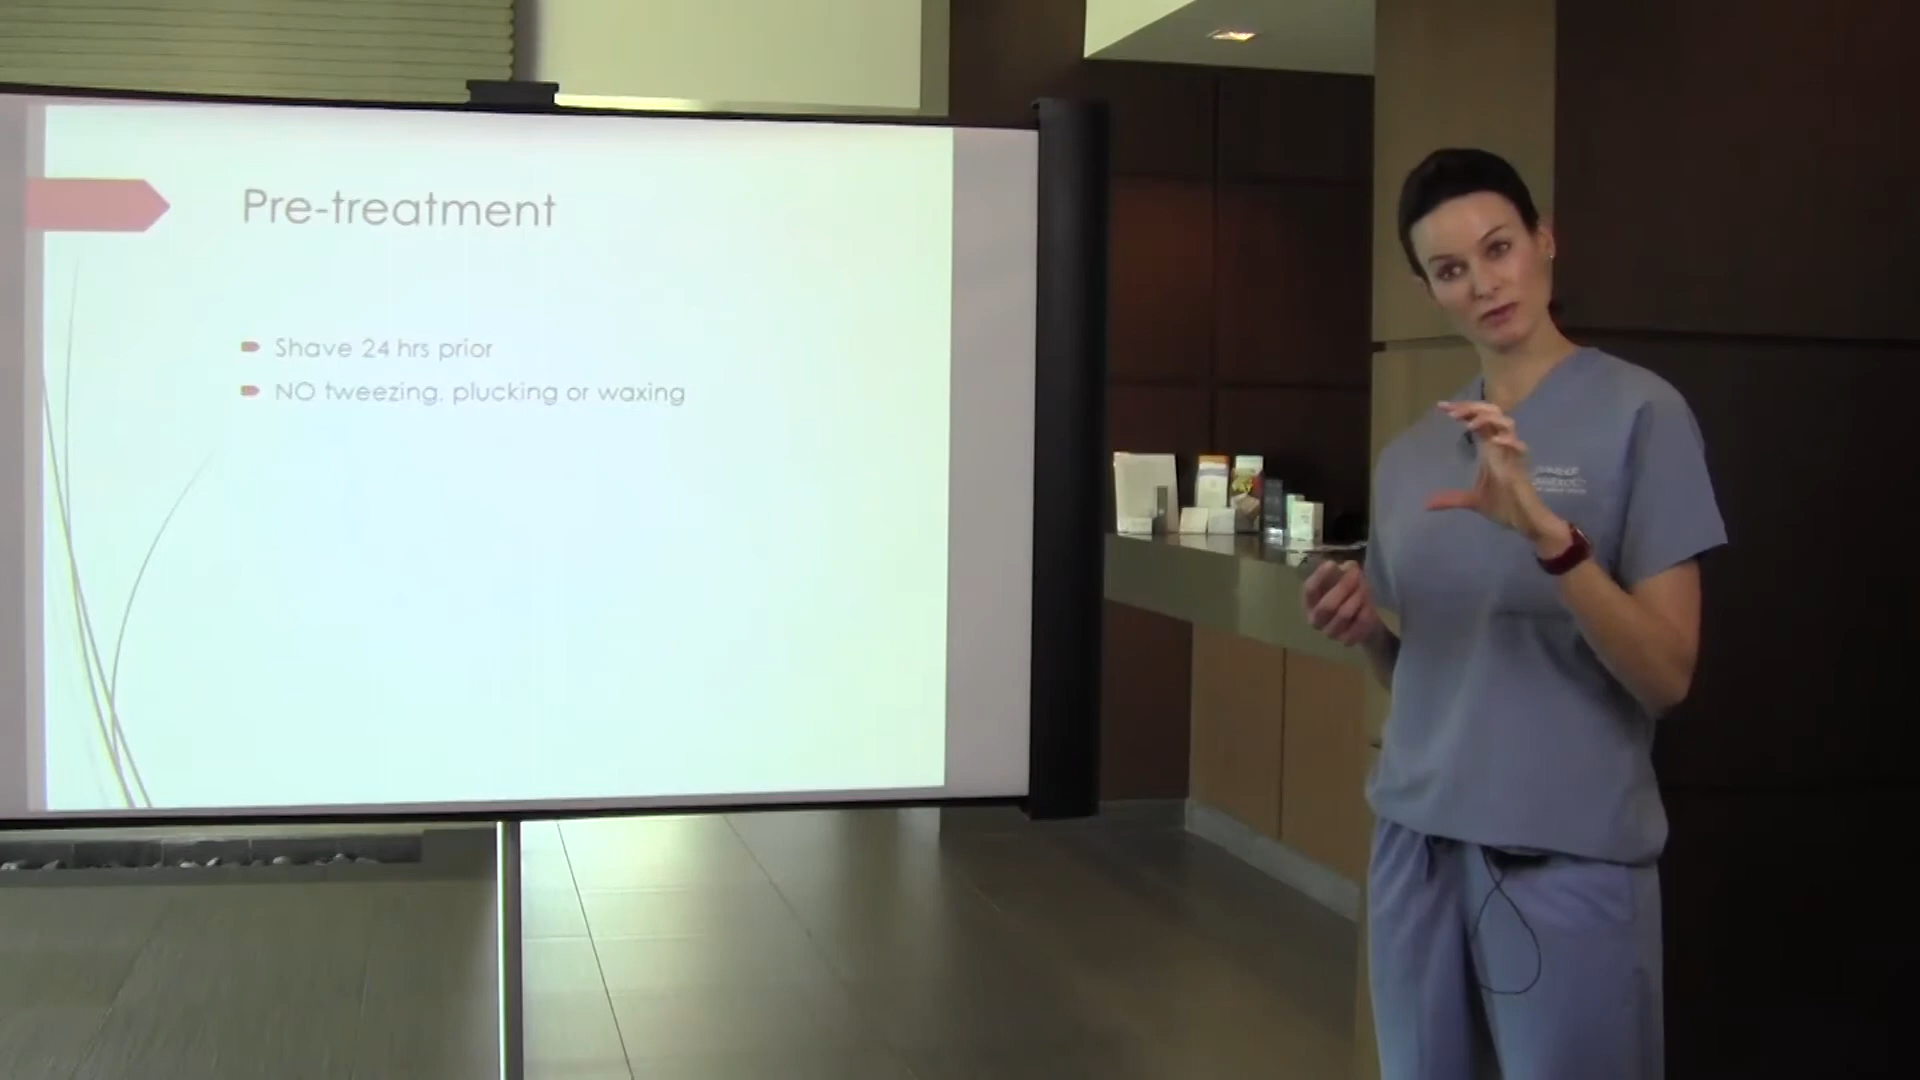 Pre-treatment
Shave 24 hrs prior
NO tweezing, plucking or waxing